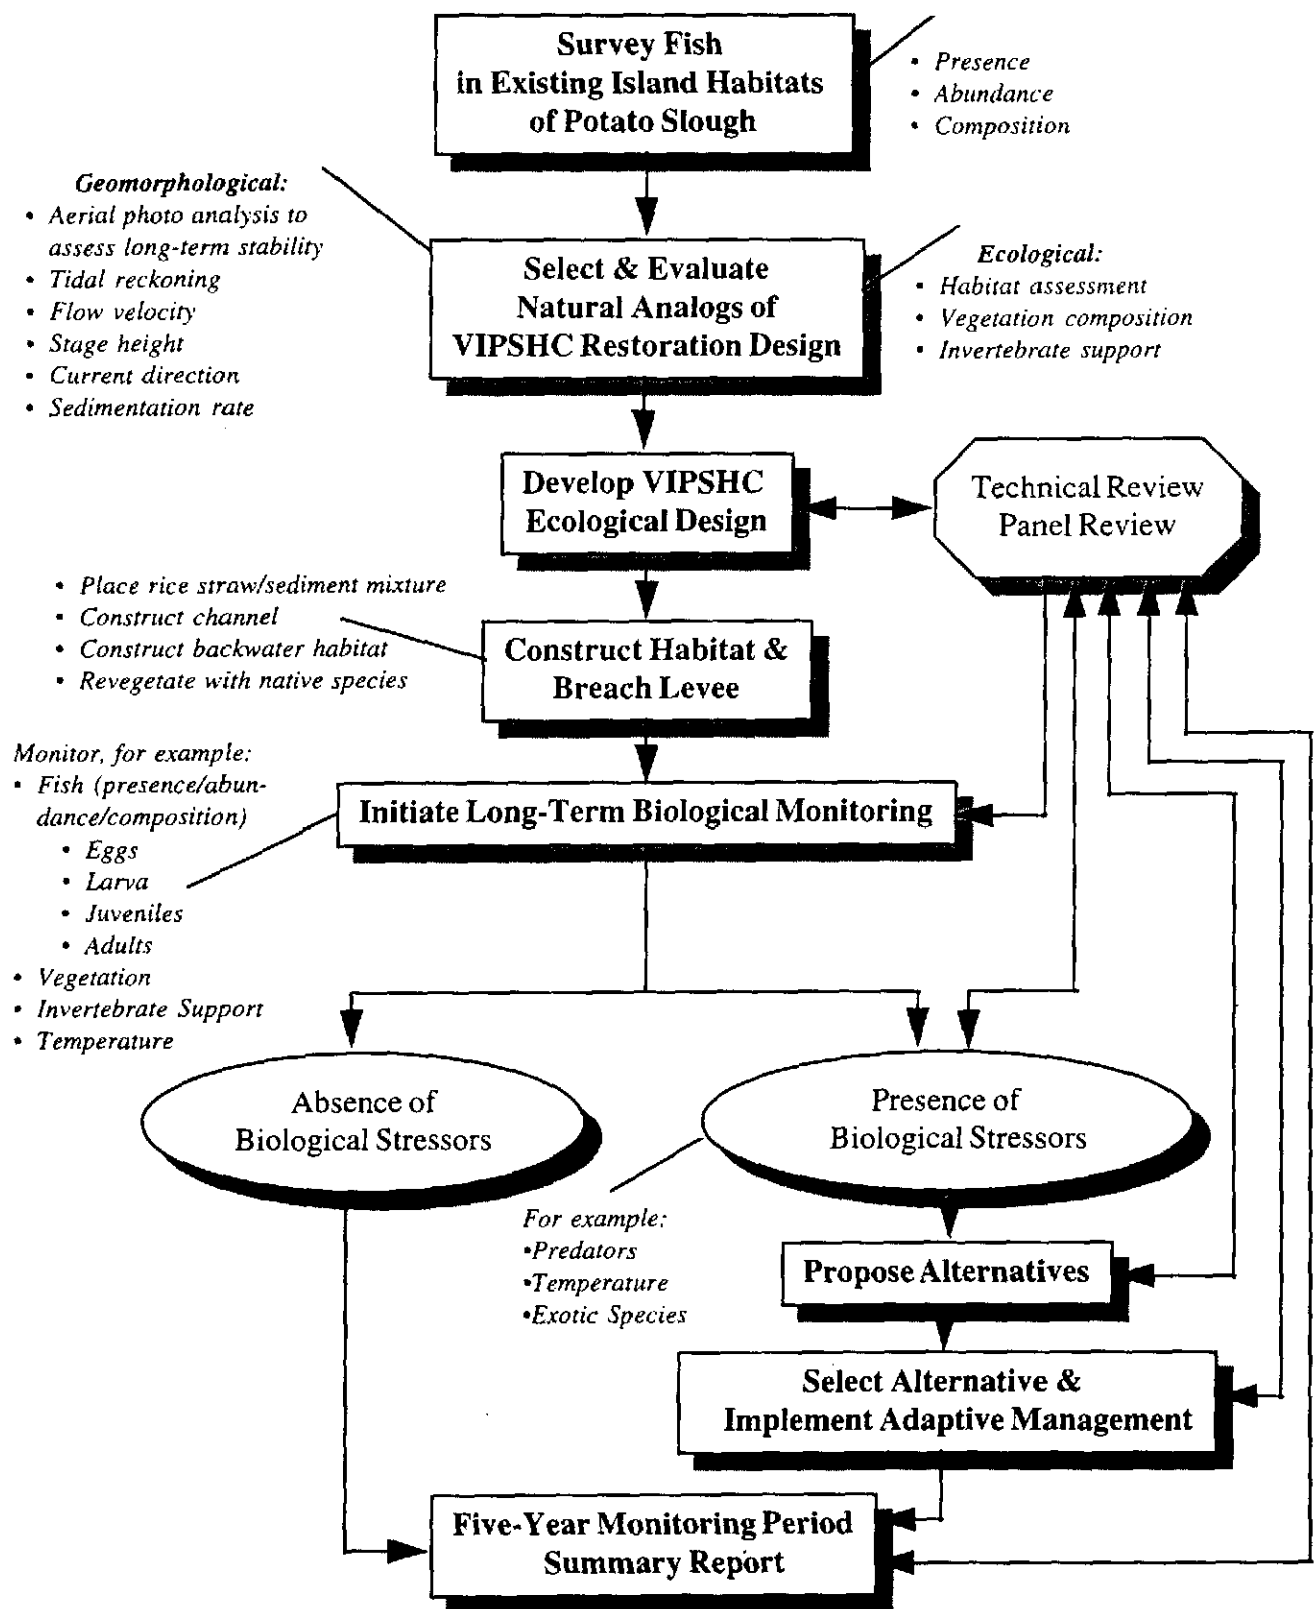 Survey Fish
in Existing Island Habitats
of Potato Slough
• Presence
• Abundance
• Composition
Geomorphological:
• Aerial photo analysis to
assess long-term stability
• Tidal reckoning
• Flow velocity
• Stage height
• Current direction
• Sedimentation rate
Select & Evaluate
Natural Analogs of
VIPSHC Restoration Design
Ecological:
• Habitat assessment
• Vegetation composition
• Invertebrate support
Develop VIPSHC
Ecological Design
Technical Review
Panel Review
• Place rice straw/sediment mixture
• Construct channel
• Construct backwater habitat
• Revegetate with native species
Construct Habitat &
Breach Levee
Monitor, for example:
• Fish (presence/abun-
dance/composition)
• Eggs
• Larva
• Juveniles
• Adults
• Vegetation
• Invertebrate Support
• Temperature
Initiate Long-Term Biological Monitoring
Absence of
Biological Stressors
Presence of
Biological Stressors
For example:
•Predators
•Temperature
•Exotic Species
Propose Alternatives
Select Alternative &
Implement Adaptive Management
Five-Year Monitoring Period
Summary Report